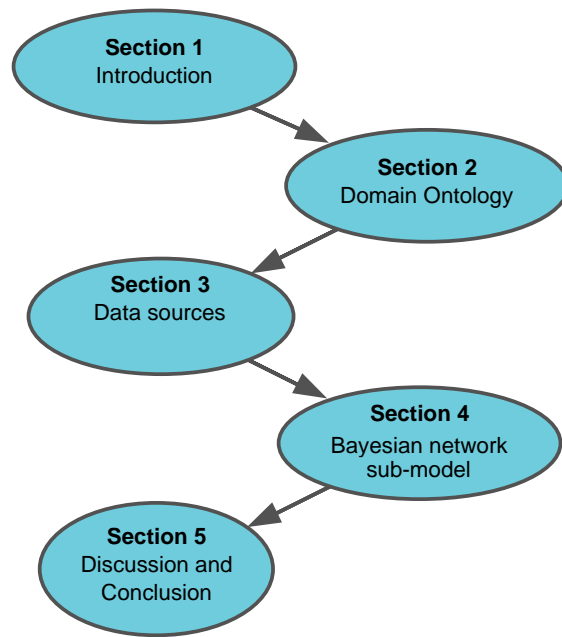 Section 1
Introduction
Section 2
Domain Ontology
Section 3
Data sources
Section 4
Bayesian network
sub-model
Section 5
Discussion and
Conclusion